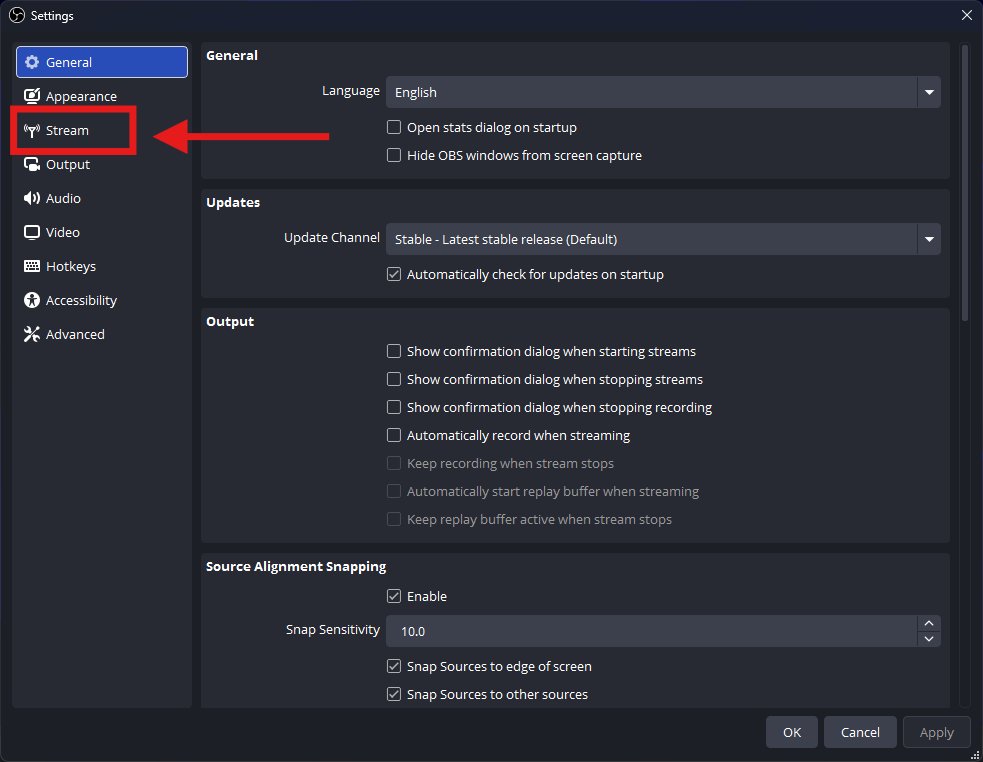 Settings
General
Appearance
Stream
Output
Audio
Video
Hotkeys
Accessibility
Advanced
General
Language English
Open stats dialog on startup
Hide OBS windows from screen capture
Updates
Update Channel Stable - Latest stable release (Default)
Automatically check for updates on startup
Output
Show confirmation dialog when starting streams
Show confirmation dialog when stopping streams
Show confirmation dialog when stopping recording
Automatically record when streaming
Keep recording when stream stops
Automatically start replay buffer when streaming
Keep replay buffer active when stream stops
Source Alignment Snapping
Enable
Snap Sensitivity 10.0
Snap Sources to edge of screen
Snap Sources to other sources
OK Cancel Apply